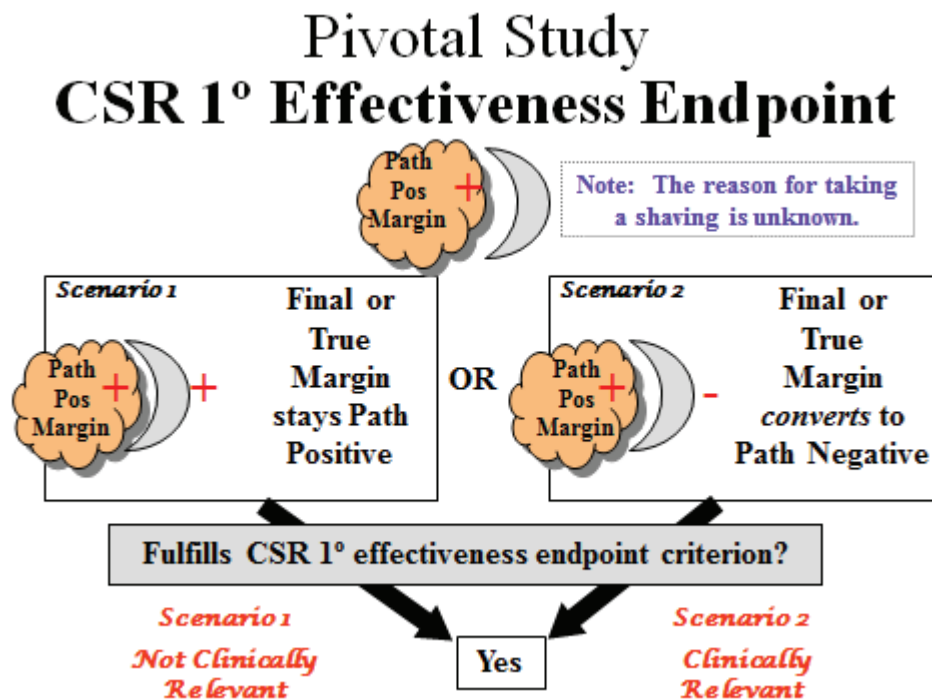 Pivotal Study
CSR 1º Effectiveness Endpoint
Path
Pos
Margin
+
Note: The reason for taking
a shaving is unknown.
Scenario 1
Path
Pos
Margin
+
+
Final or
True
Margin
stays Path
Positive
OR
Scenario 2
Path
Pos
Margin
+
-
Final or
True
Margin
converts to
Path Negative
Fulfills CSR 1º effectiveness endpoint criterion?
Scenario 1
Not Clinically
Relevant
Yes
Scenario 2
Clinically
Relevant